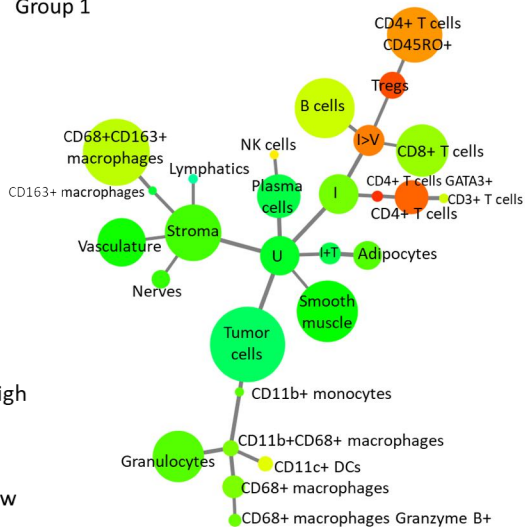 Group 1
CD4+ T cells
CD45RO+
Tregs
B cells
I>V
CD8+ T cells
NK cells
CD68+CD163+
macrophages
Lymphatics
CD163+ macrophages
Plasma
cells
I
CD4+ T cells GATA3+
CD3+ T cells
CD4+ T cells
Stroma
Vasculature
U
I+T
Adipocytes
Nerves
Smooth
muscle
Tumor
cells
igh
CD11b+ monocytes
CD11b+CD68+ macrophages
Granulocytes
CD11c+ DCs
CD68+ macrophages
w
CD68+ macrophages Granzyme B+